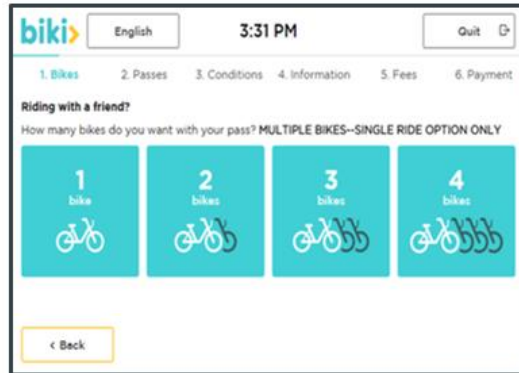 biki>
English
3:31 PM
Quit
1. Bikes 2. Passes 3. Conditions 4. Information 5. Fees 6. Payment
Riding with a friend?
How many bikes do you want with your pass? MULTIPLE BIKES--SINGLE RIDE OPTION ONLY
1
bike
2
bikes
3
bikes
4
bikes
< Back